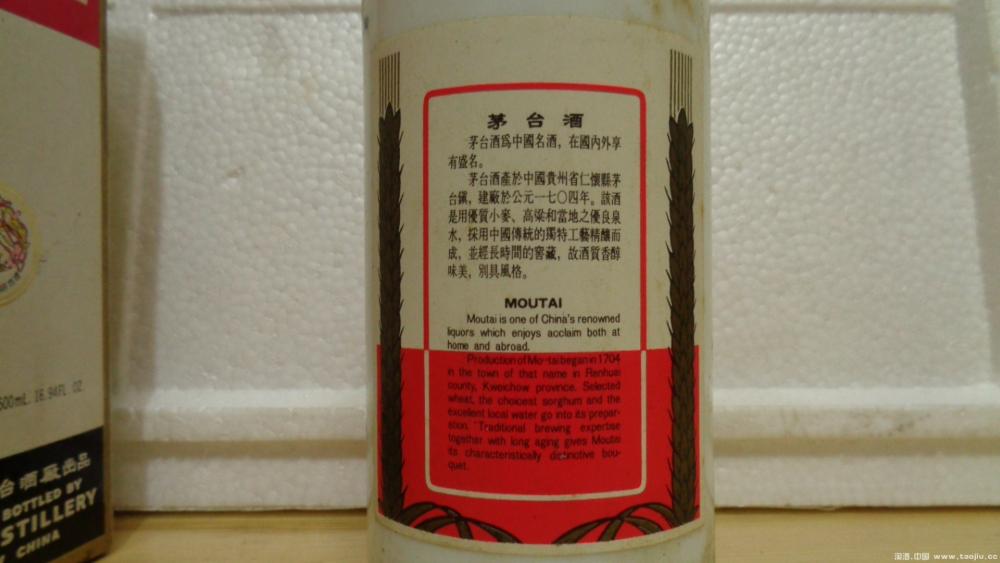 茅台酒
茅台酒爲中國名酒，在國內外享
有盛名。
茅台酒產於中國貴州省仁懷縣茅
台鎮，建廠於公元一七〇四年。該酒
是用優質小麥、高粱和當地之優良泉
水，採用中國傳統的獨特工藝精釀而
成，並經長時間的窖藏，故酒質香醇
味美，別具風格。
MOUTAI
Moutai is one of China's renowned
liquors which enjoys acclaim both at
home and abroad.
Production of Mo-tai began in 1704
in the town of that name in Renhuai
county, Kweichow province. Selected
wheat, the choicest sorghum and the
excellent local water go into its prepar-
ation. Traditional brewing expertise
together with long aging gives Moutai
its characteristically distinctive bou-
quet.
500mL 16.94FL OZ
台酒厰出品
BOTTLED BY
STILLERY
CHINA
淘酒.中国 www.taojiu.cc